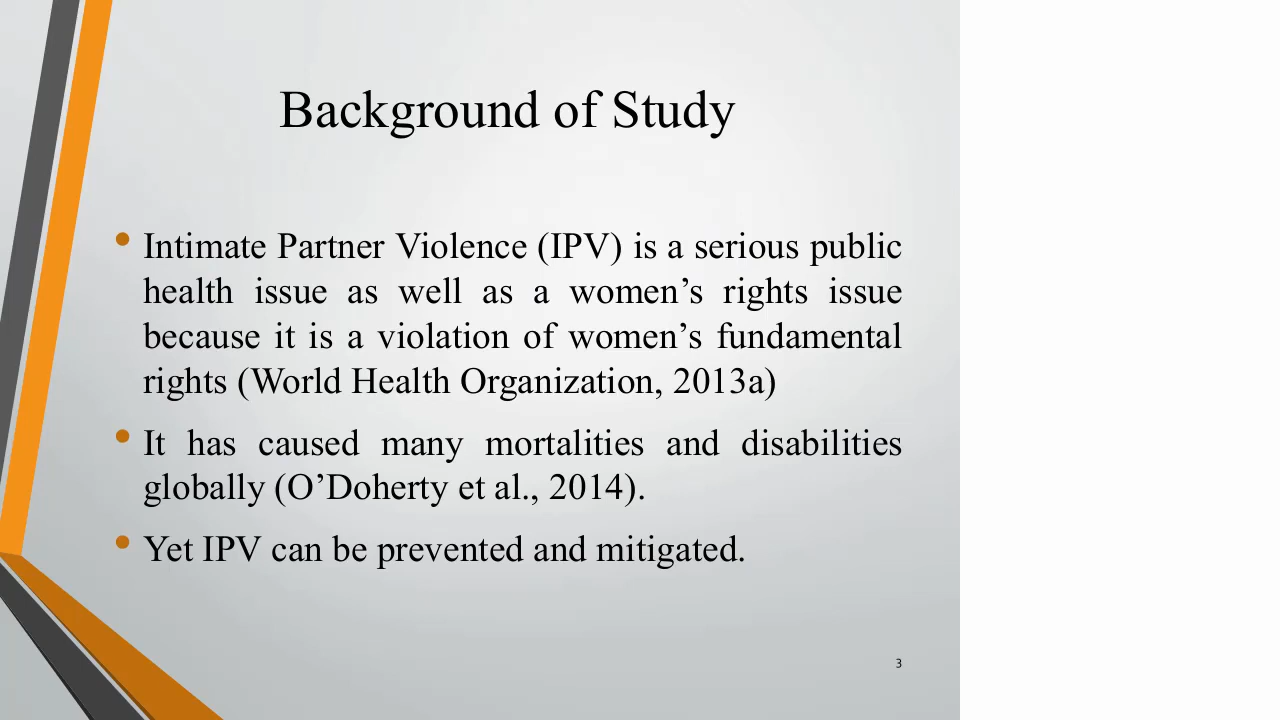 Background of Study
• Intimate Partner Violence (IPV) is a serious public
health issue as well as a women’s rights issue
because it is a violation of women’s fundamental
rights (World Health Organization, 2013a)
• It has caused many mortalities and disabilities
globally (O’Doherty et al., 2014).
• Yet IPV can be prevented and mitigated.
3